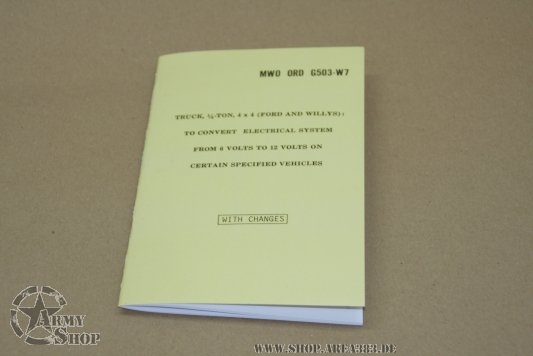 MWO ORD G503-W7
TRUCK, ¼-TON, 4 x 4 (FORD AND WILLYS):
TO CONVERT ELECTRICAL SYSTEM
FROM 6 VOLTS TO 12 VOLTS ON
CERTAIN SPECIFIED VEHICLES
WITH CHANGES
ARMY
SHOP
WWW.SHOP.AREA323.DE